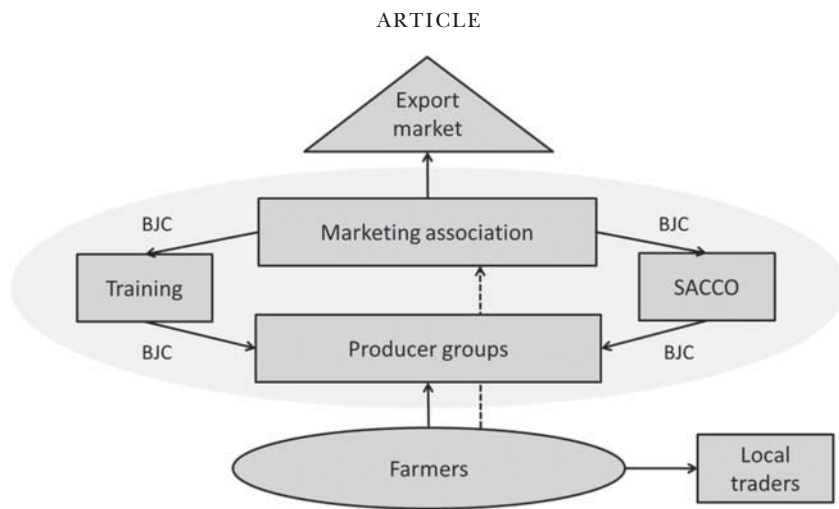 ARTICLE
Export
market
BJC
Marketing association
BJC
Training
SACCO
BJC
Producer groups
BJC
Farmers
Local
traders